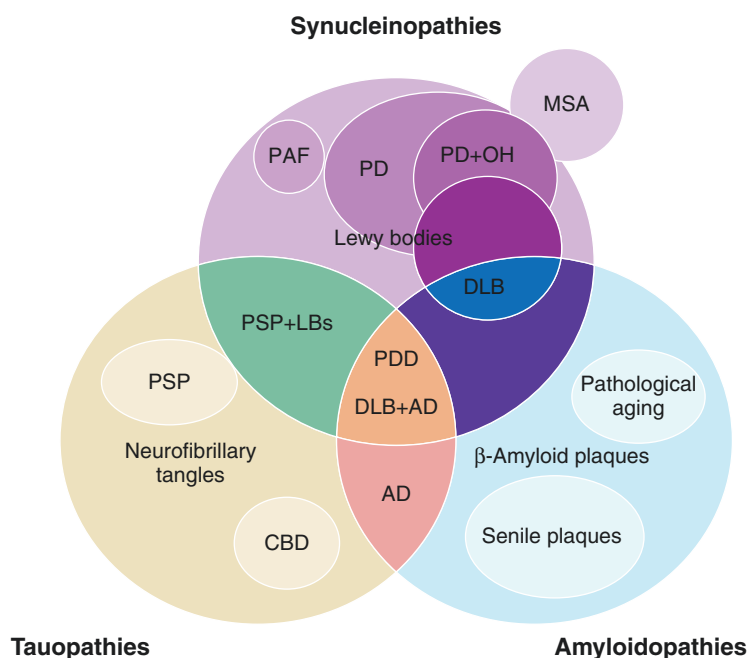 Synucleinopathies
MSA
PAF
PD
PD+OH
Lewy bodies
DLB
PSP+LBs
PDD
DLB+AD
PSP
Pathological
aging
Neurofibrillary
tangles
β-Amyloid plaques
AD
CBD
Senile plaques
Tauopathies
Amyloidopathies